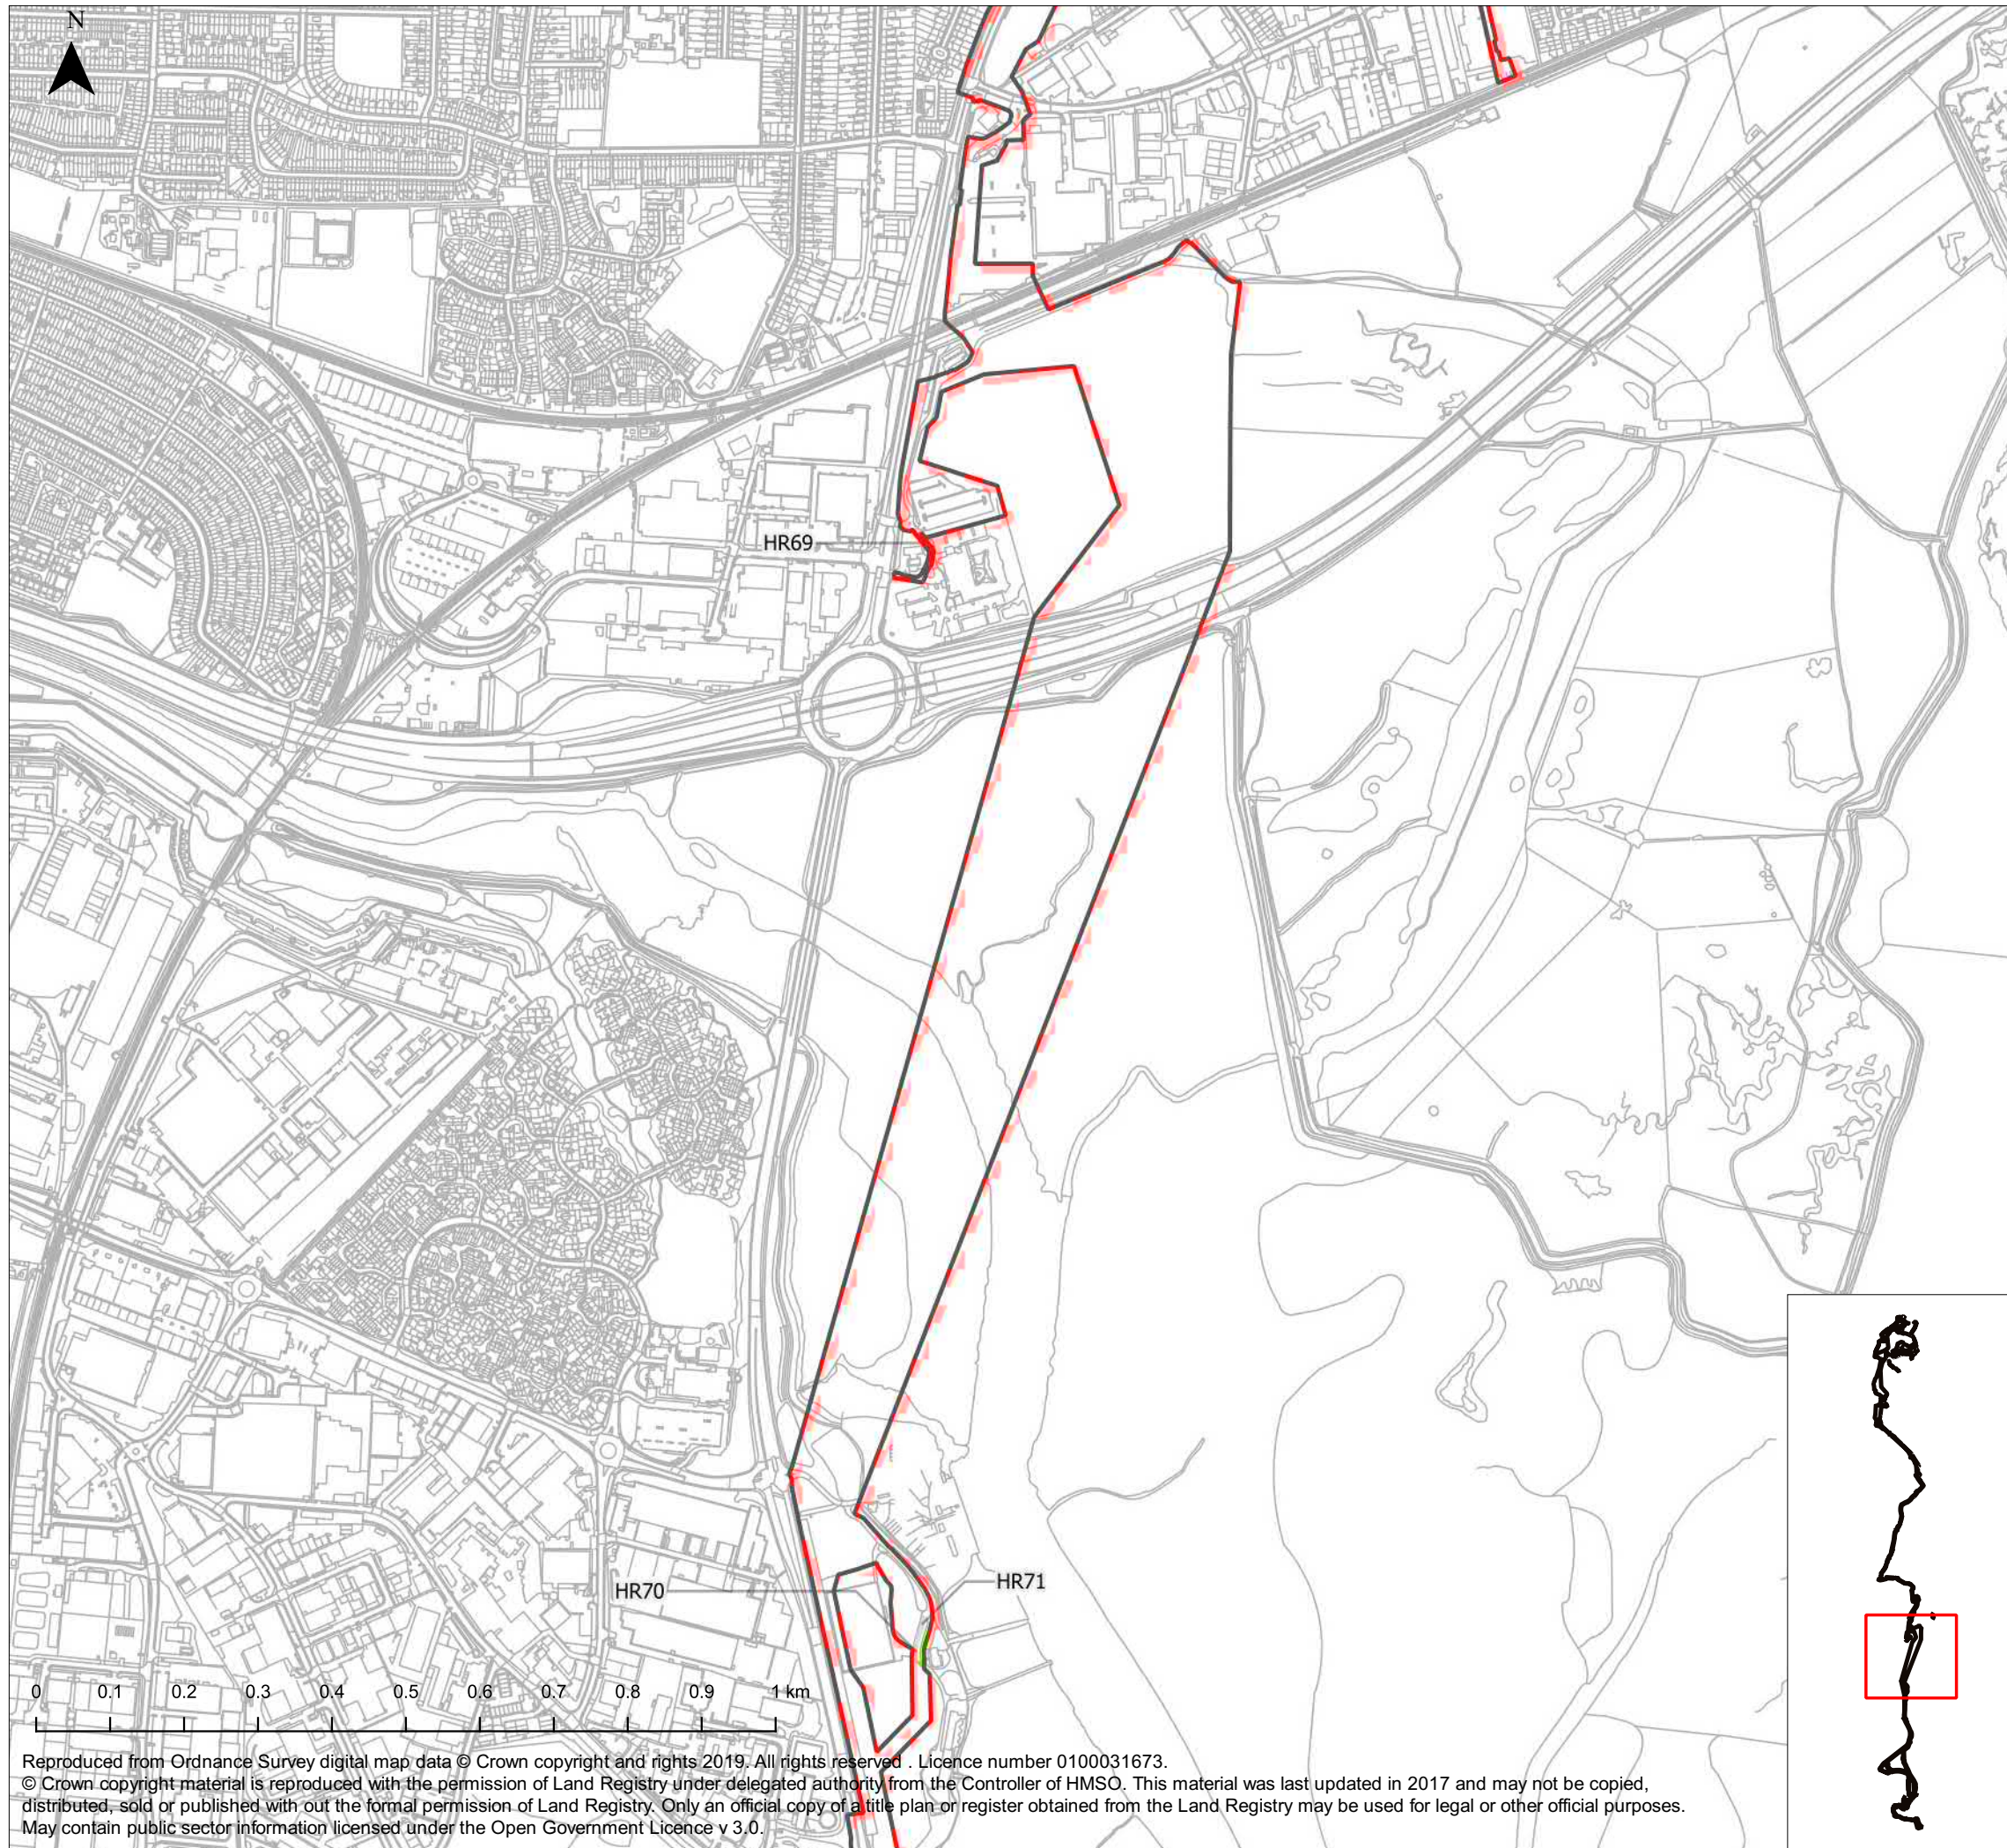 N
HR69
HR70
HR71
0 0.1 0.2 0.3 0.4 0.5 0.6 0.7 0.8 0.9 1 km
Reproduced from Ordnance Survey digital map data © Crown copyright and rights 2019. All rights reserved . Licence number 0100031673.
© Crown copyright material is reproduced with the permission of Land Registry under delegated authority from the Controller of HMSO. This material was last updated in 2017 and may not be copied,
distributed, sold or published with out the formal permission of Land Registry. Only an official copy of a title plan or register obtained from the Land Registry may be used for legal or other official purposes.
May contain public sector information licensed under the Open Government Licence v 3.0.